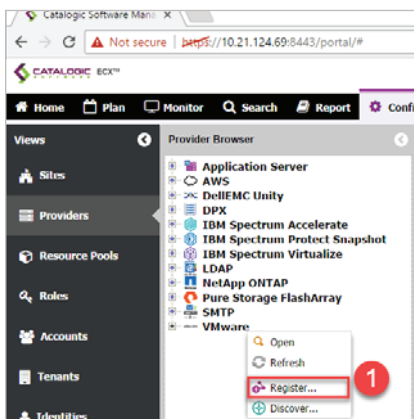 Catalogic Software Mana
Not secure | https://10.21.124.69:8443/portal/#
CATALOGIC ECX™
SOFTWARE
Home Plan Monitor Search Report Conf
Views Provider Browser
Sites
Providers
Resource Pools
Roles
Accounts
Tenants
Identities
Application Server
AWS
DellEMC Unity
DPX
IBM Spectrum Accelerate
IBM Spectrum Protect Snapshot
IBM Spectrum Virtualize
LDAP
NetApp ONTAP
Pure Storage FlashArray
SMTP
VMware
Open
Refresh
Register...
1
Discover...